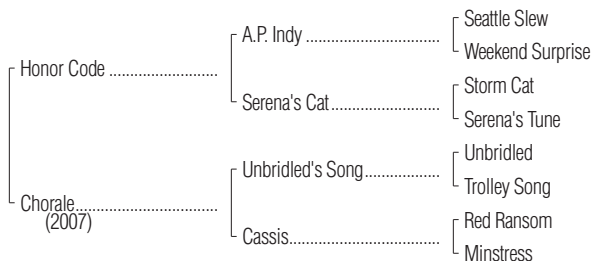 Seattle Slew
A.P. Indy ........................................
Weekend Surprise
Honor Code ................................
Storm Cat
Serena's Cat................................
Serena's Tune
Unbridled
Unbridled's Song......................
Trolley Song
Chorale..........................................
(2007)
Red Ransom
Cassis............................................
Minstress